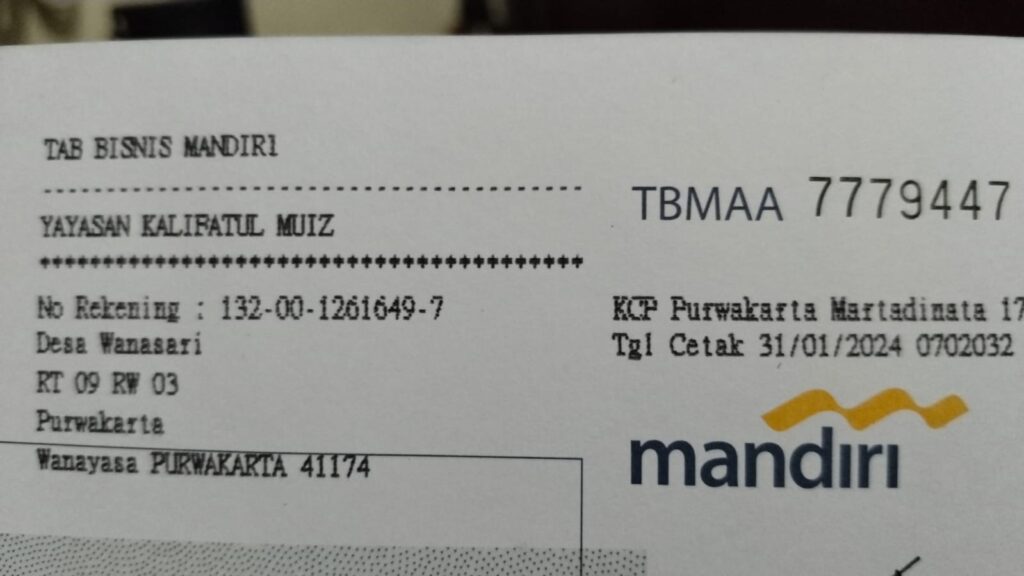 TAB BISNIS MANDIRI
YAYASAN KALIFATUL MUIZ
No Rekening : 132-00-1261649-7
Desa Wanasari
RT 09 RW 03
Purwakarta
Wanayasa PURWAKARTA 41174
TBMAA 7779447
KCP Purwakarta Martadinata 17
Tgl Cetak 31/01/2024 0702032
mandiri